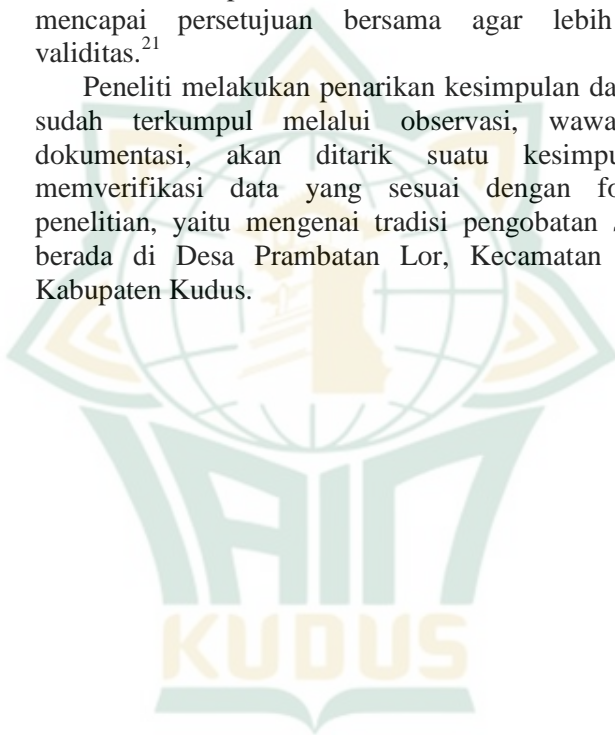 mencapai persetujuan bersama agar lebih
validitas.²¹
Peneliti melakukan penarikan kesimpulan da
sudah terkumpul melalui observasi, wawa
dokumentasi, akan ditarik suatu kesimpu
memverifikasi data yang sesuai dengan fo
penelitian, yaitu mengenai tradisi pengobatan
berada di Desa Prambatan Lor, Kecamatan
Kabupaten Kudus.
IAIN
KUDUS